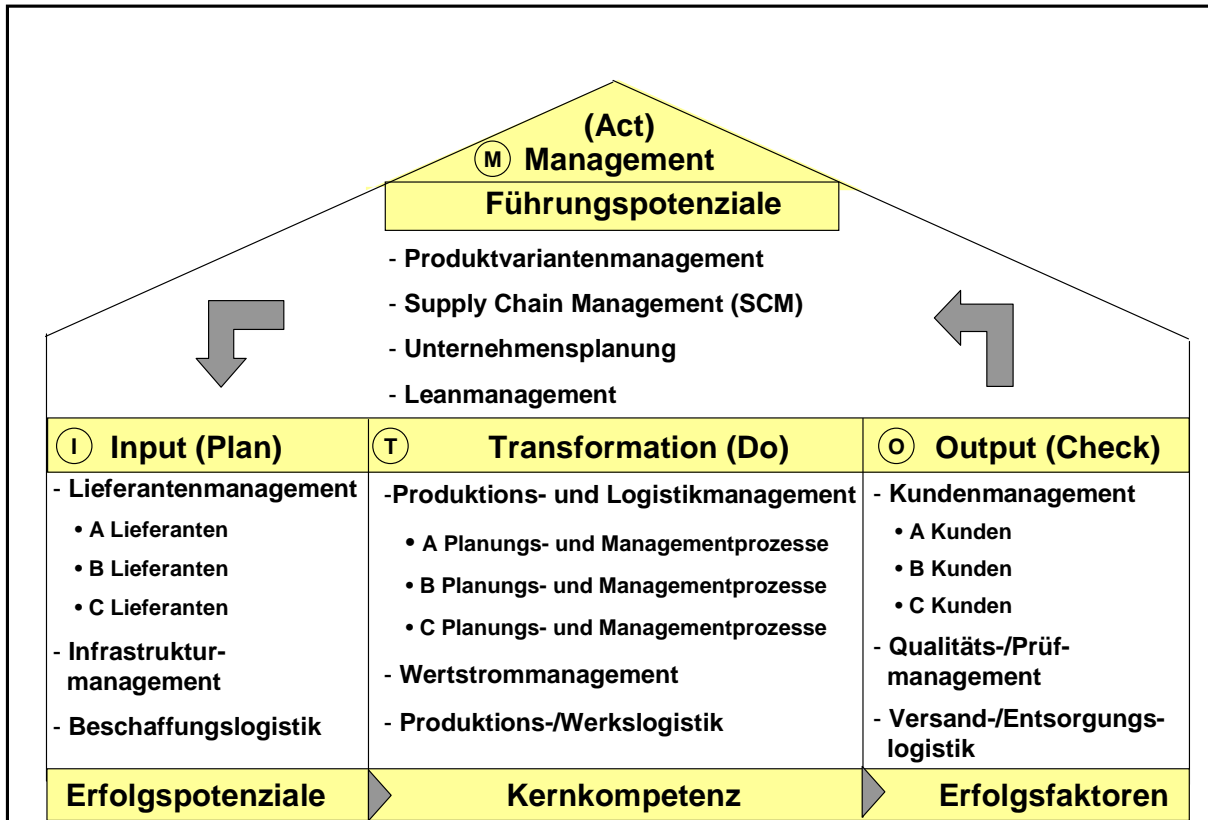 (Act)
M Management
Führungspotenziale
- Produktvariantenmanagement
- Supply Chain Management (SCM)
- Unternehmensplanung
- Leanmanagement
I Input (Plan)
- Lieferantenmanagement
• A Lieferanten
• B Lieferanten
• C Lieferanten
- Infrastruktur-
management
- Beschaffungslogistik
Erfolgspotenziale
T Transformation (Do)
-Produktions- und Logistikmanagement
• A Planungs- und Managementprozesse
• B Planungs- und Managementprozesse
• C Planungs- und Managementprozesse
- Wertstrommanagement
- Produktions-/Werkslogistik
Kernkompetenz
O Output (Check)
- Kundenmanagement
• A Kunden
• B Kunden
• C Kunden
- Qualitäts-/Prüf-
management
- Versand-/Entsorgungs-
logistik
Erfolgsfaktoren